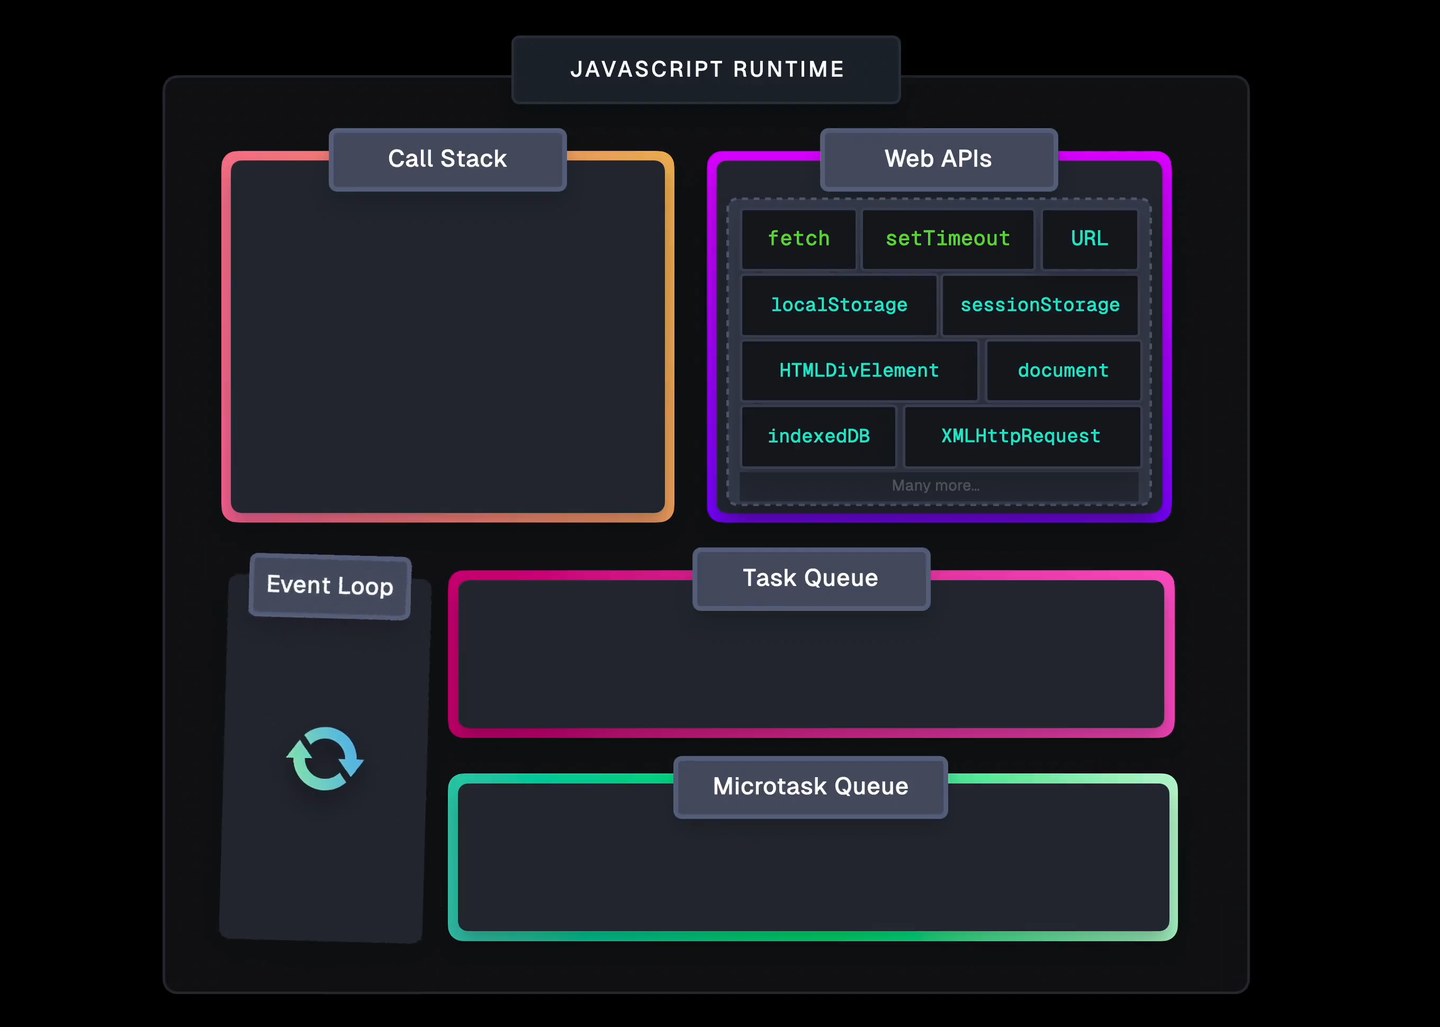 JAVASCRIPT RUNTIME
Call Stack
Web APIs
fetch
setTimeout
URL
localStorage
sessionStorage
HTMLDivElement
document
indexedDB
XMLHttpRequest
Many more...
Event Loop
Task Queue
Microtask Queue